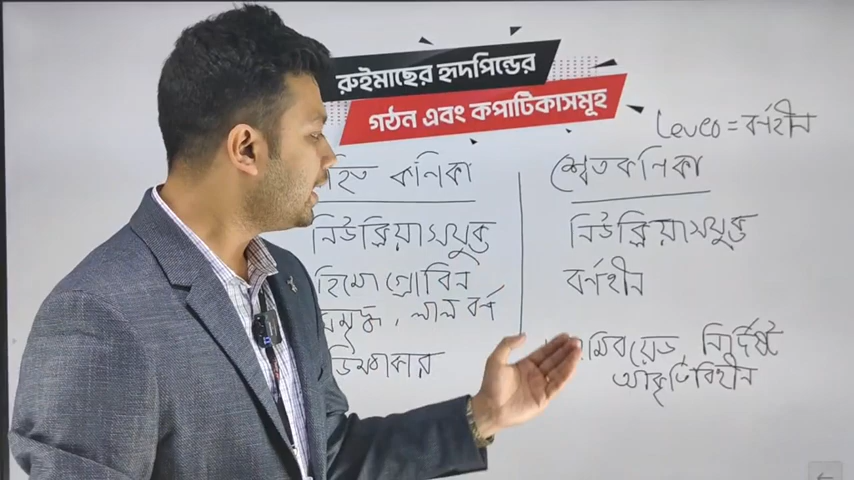 রুইমাছের হৃদপিন্ডের
গঠন এবং কপাটিকাসমূহ
Leuco = বর্ণহীন
কণিকা
শ্বেতকণিকা
নিউক্লিয়াসযুক্ত
নিউক্লিয়াসযুক্ত
হিমোগ্লোবিন
বর্ণহীন
লাল বর্ণ
নির্দিষ্ট
আকৃতিবিহীন